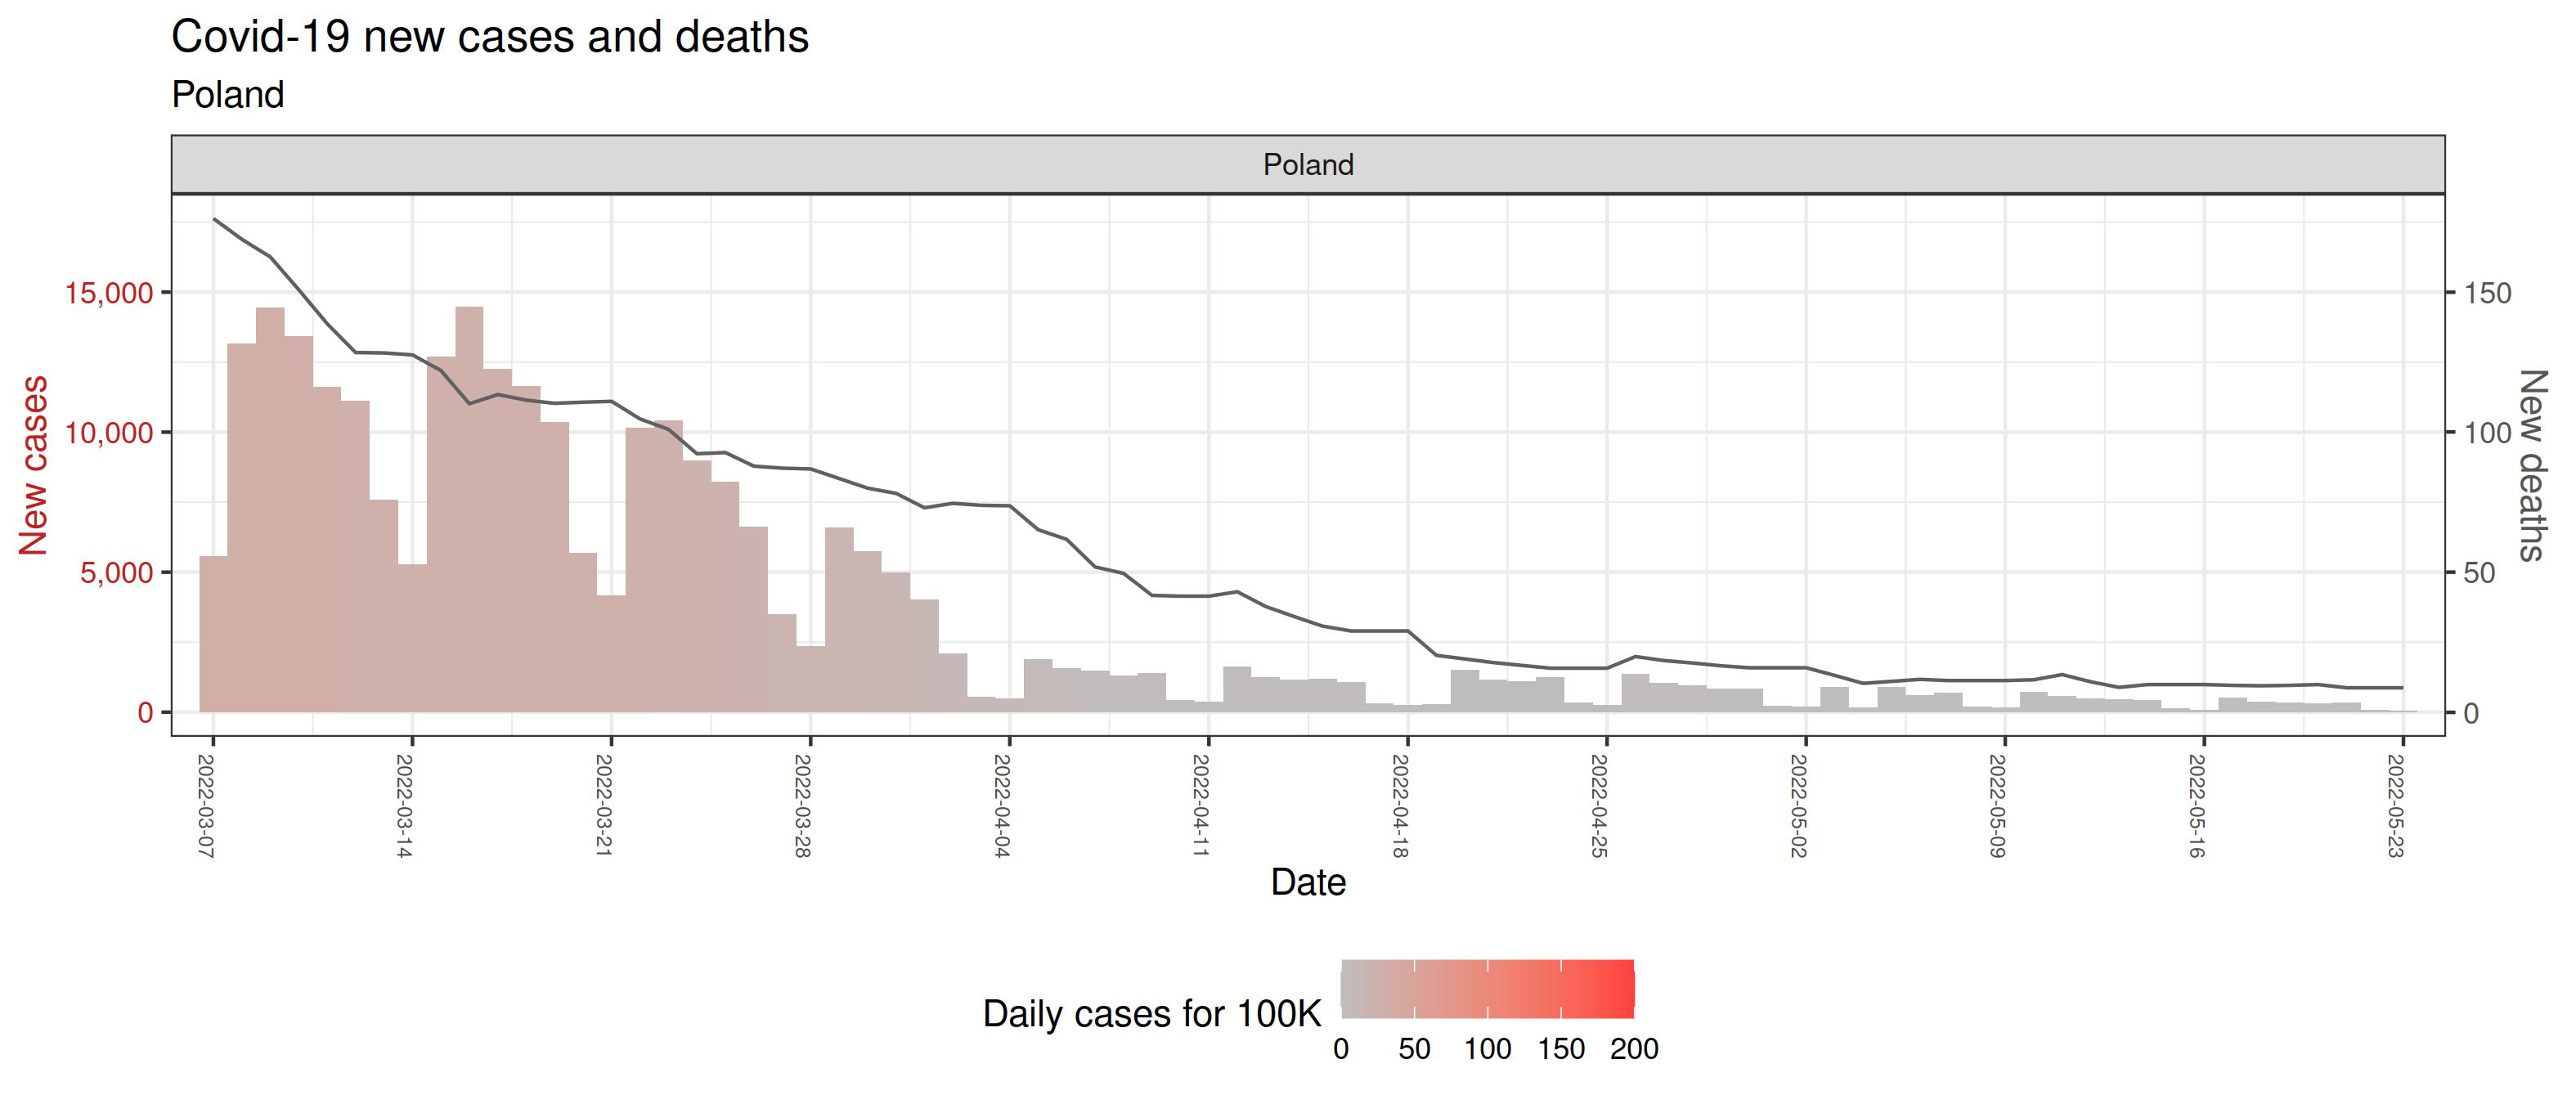 Covid-19 new cases and deaths
Poland
Poland
New cases
15,000
10,000
5,000
0
150
100
50
0
New deaths
2022-03-07
2022-03-14
2022-03-21
2022-03-28
2022-04-04
2022-04-11
2022-04-18
2022-04-25
2022-05-02
2022-05-09
2022-05-16
2022-05-23
Date
Daily cases for 100K
0 50 100 150 200